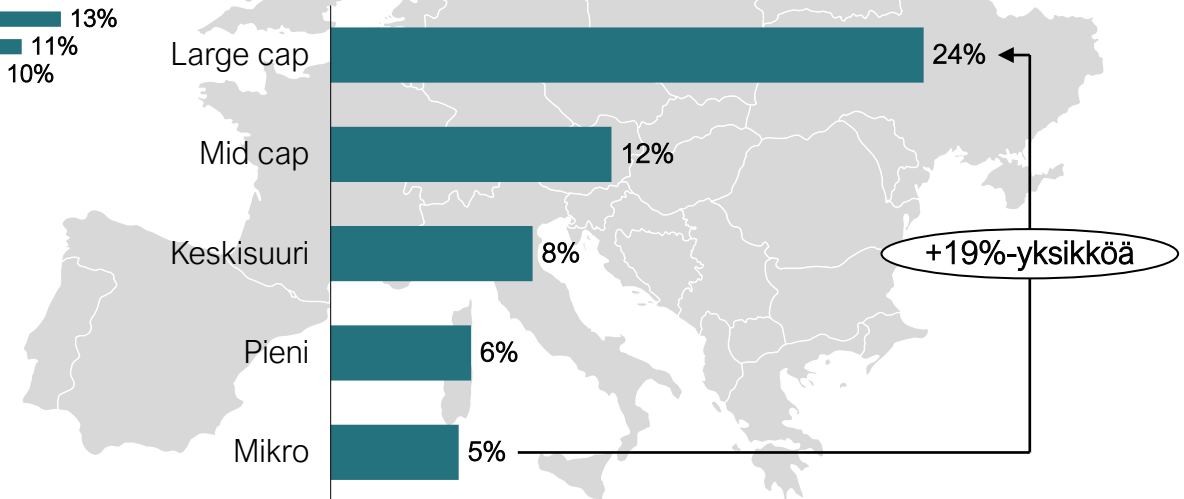 13%
11%
10%
Large cap 24%
Mid cap 12%
Keskisuuri 8%
+19%-yksikköä
Pieni 6%
Mikro 5%